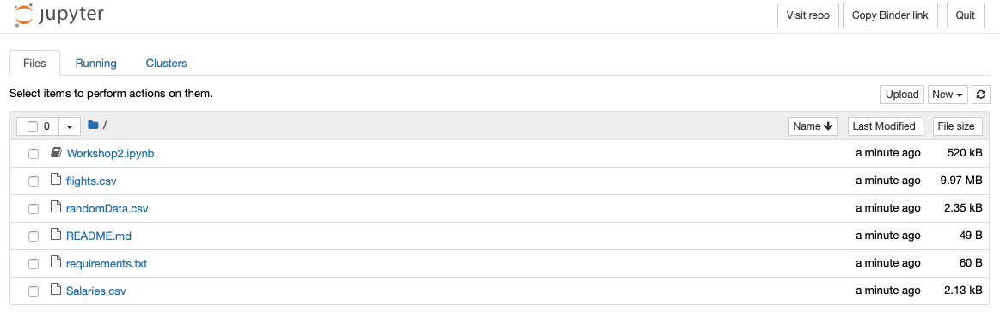 jupyter Visit repo Copy Binder link Quit
Files Running Clusters
Select items to perform actions on them. Upload New
0 / Name Last Modified File size
Workshop2.ipynb a minute ago 520 kB
flights.csv a minute ago 9.97 MB
randomData.csv a minute ago 2.35 kB
README.md a minute ago 49 B
requirements.txt a minute ago 60 B
Salaries.csv a minute ago 2.13 kB